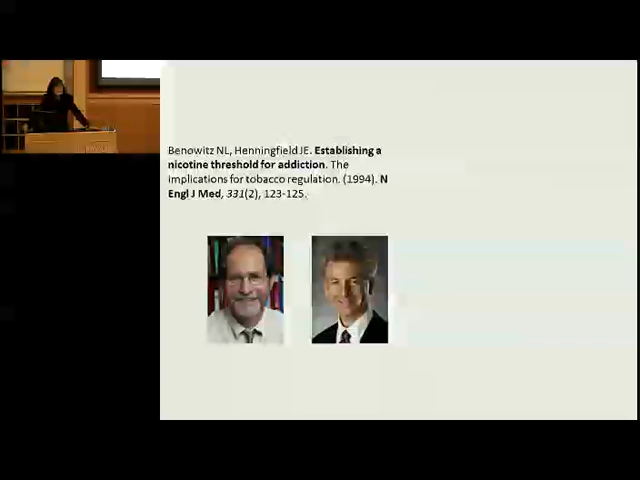 Benowitz NL, Henningfield JE. Establishing a
nicotine threshold for addiction. The
implications for tobacco regulation. (1994). N
Engl J Med, 331(2), 123-125.